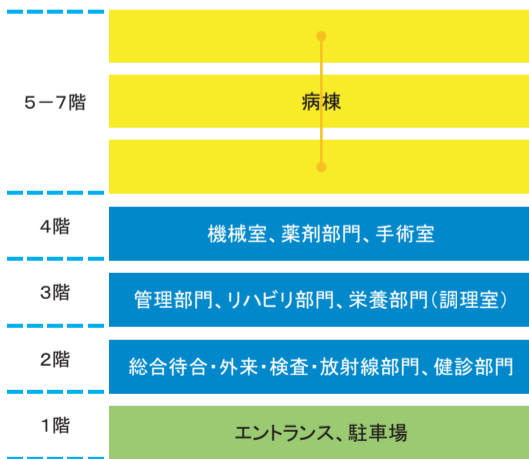 5－7階
病棟
4階
機械室、薬剤部門、手術室
3階
管理部門、リハビリ部門、栄養部門（調理室）
2階
総合待合・外来・検査・放射線部門、健診部門
1階
エントランス、駐車場